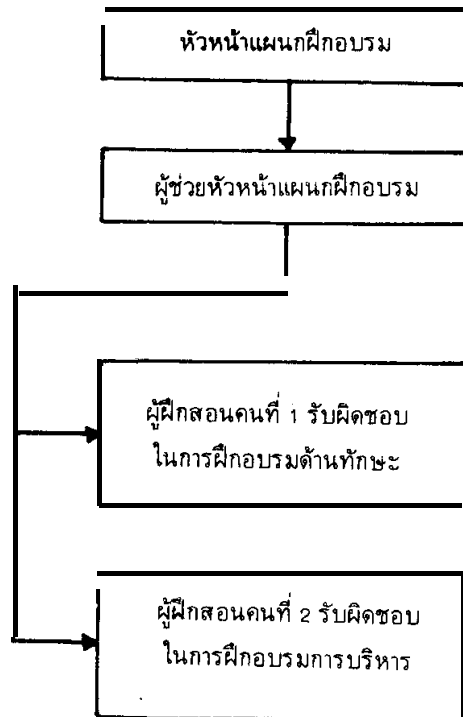 หัวหน้าแผนกฝึกอบรม
ผู้ช่วยหัวหน้าแผนกฝึกอบรม
ผู้ฝึกสอนคนที่ 1 รับผิดชอบ
ในการฝึกอบรมด้านทักษะ
ผู้ฝึกสอนคนที่ 2 รับผิดชอบ
ในการฝึกอบรมการบริหาร